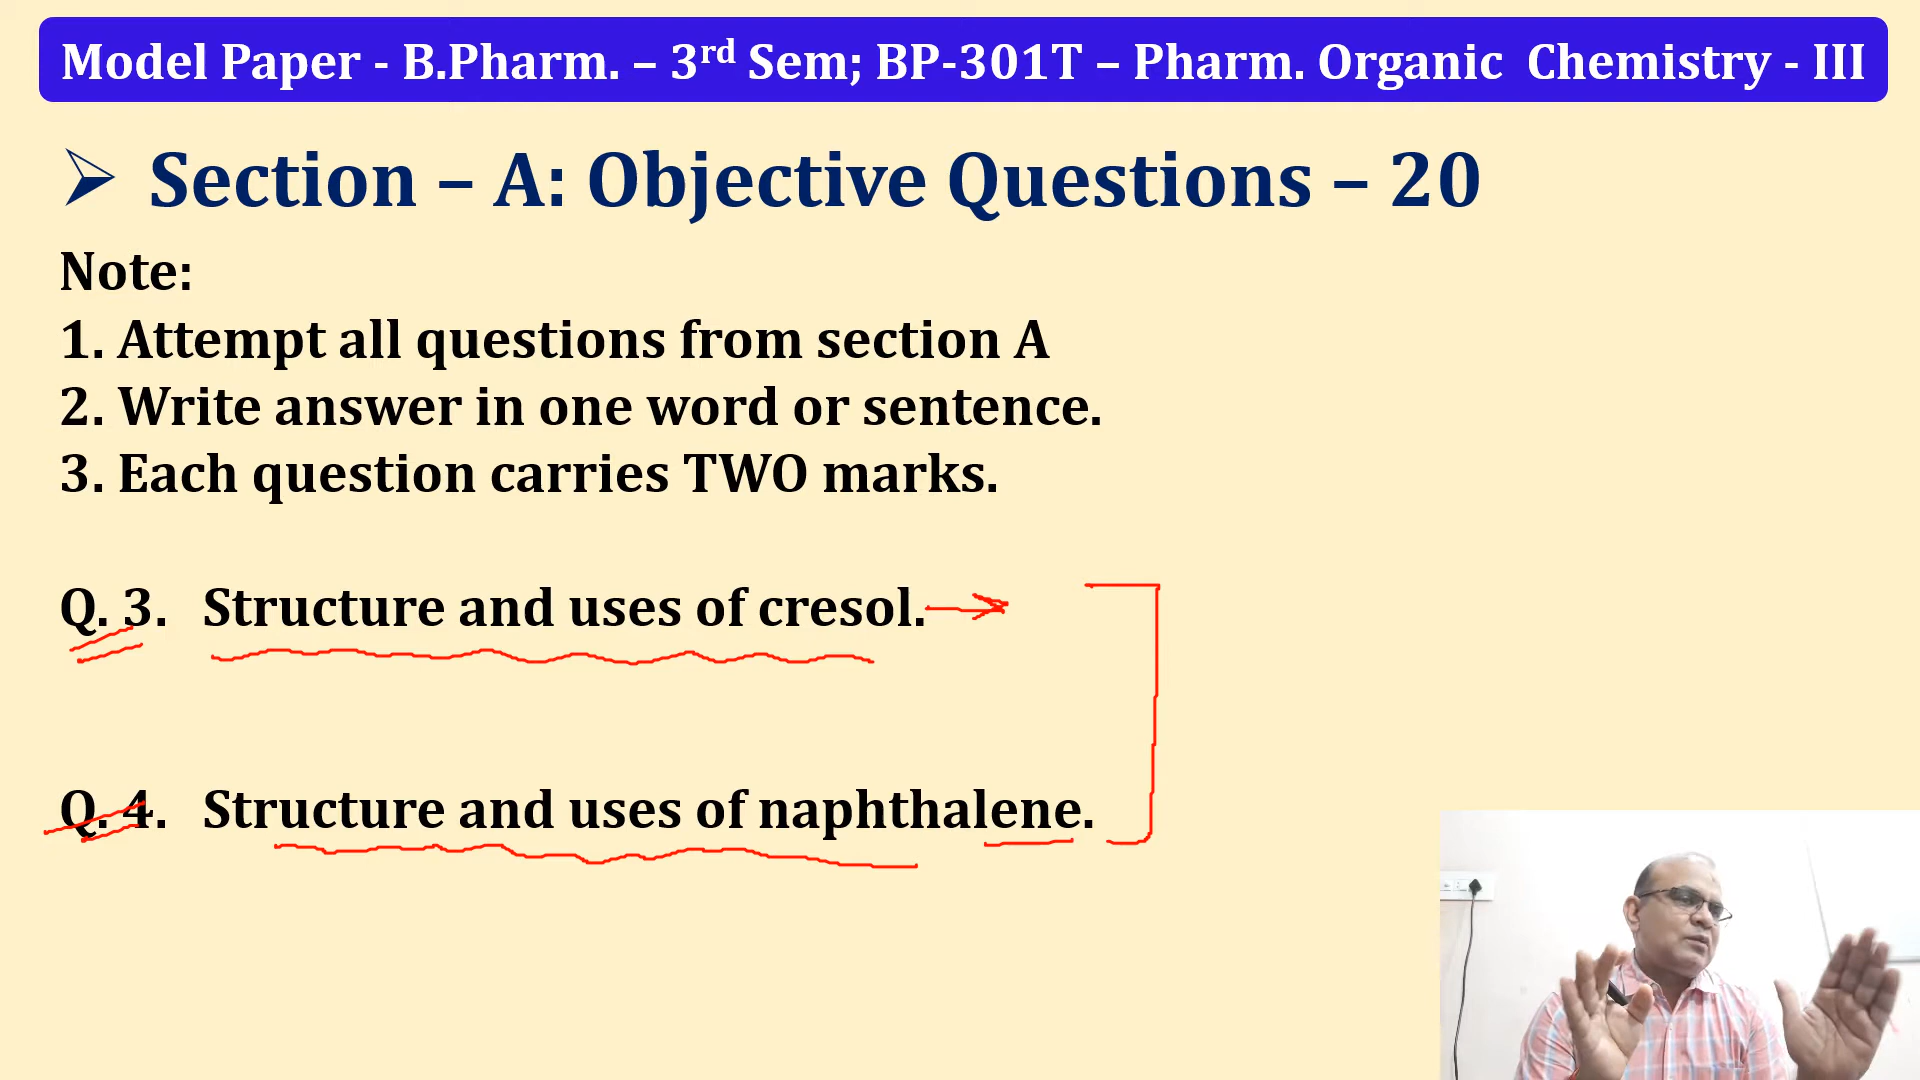 Model Paper - B.Pharm. – 3rd Sem; BP-301T – Pharm. Organic Chemistry - III
➢ Section – A: Objective Questions – 20
Note:
1. Attempt all questions from section A
2. Write answer in one word or sentence.
3. Each question carries TWO marks.
Q. 3. Structure and uses of cresol.
Q. 4. Structure and uses of naphthalene.